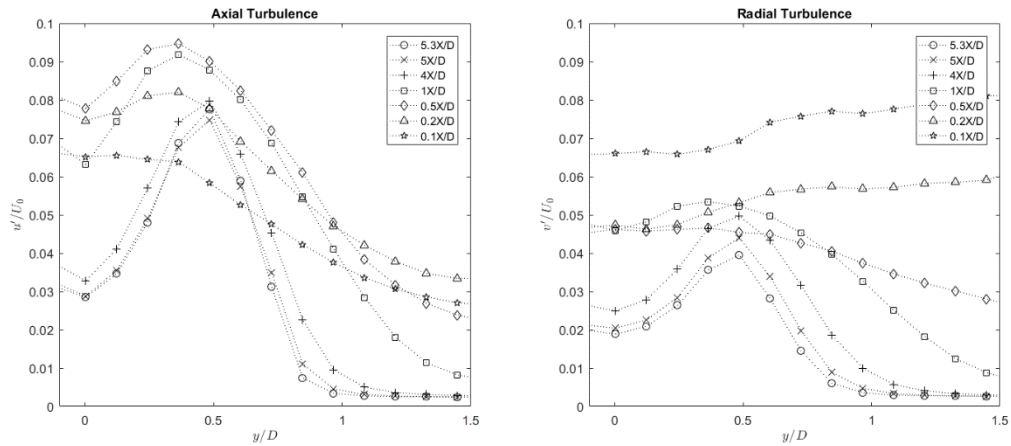 Axial Turbulence
0.1
0.09
0.08
0.07
0.06
0.05
0.04
0.03
0.02
0.01
0
u'/U₀
0
0.5
1
1.5
y/D
5.3X/D
5X/D
4X/D
1X/D
0.5X/D
0.2X/D
0.1X/D
Radial Turbulence
0.1
0.09
0.08
0.07
0.06
0.05
0.04
0.03
0.02
0.01
0
v'/U₀
0
0.5
1
1.5
y/D
5.3X/D
5X/D
4X/D
1X/D
0.5X/D
0.2X/D
0.1X/D